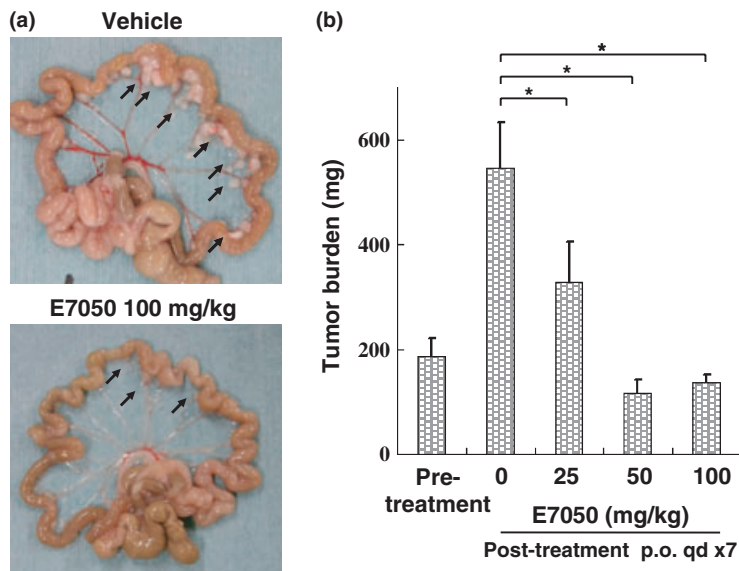 (a)
Vehicle
E7050 100 mg/kg
(b)
*
*
*
Tumor burden (mg)
600
400
200
0
Pre-
treatment
0
25
50
100
E7050 (mg/kg)
Post-treatment p.o. qd x7